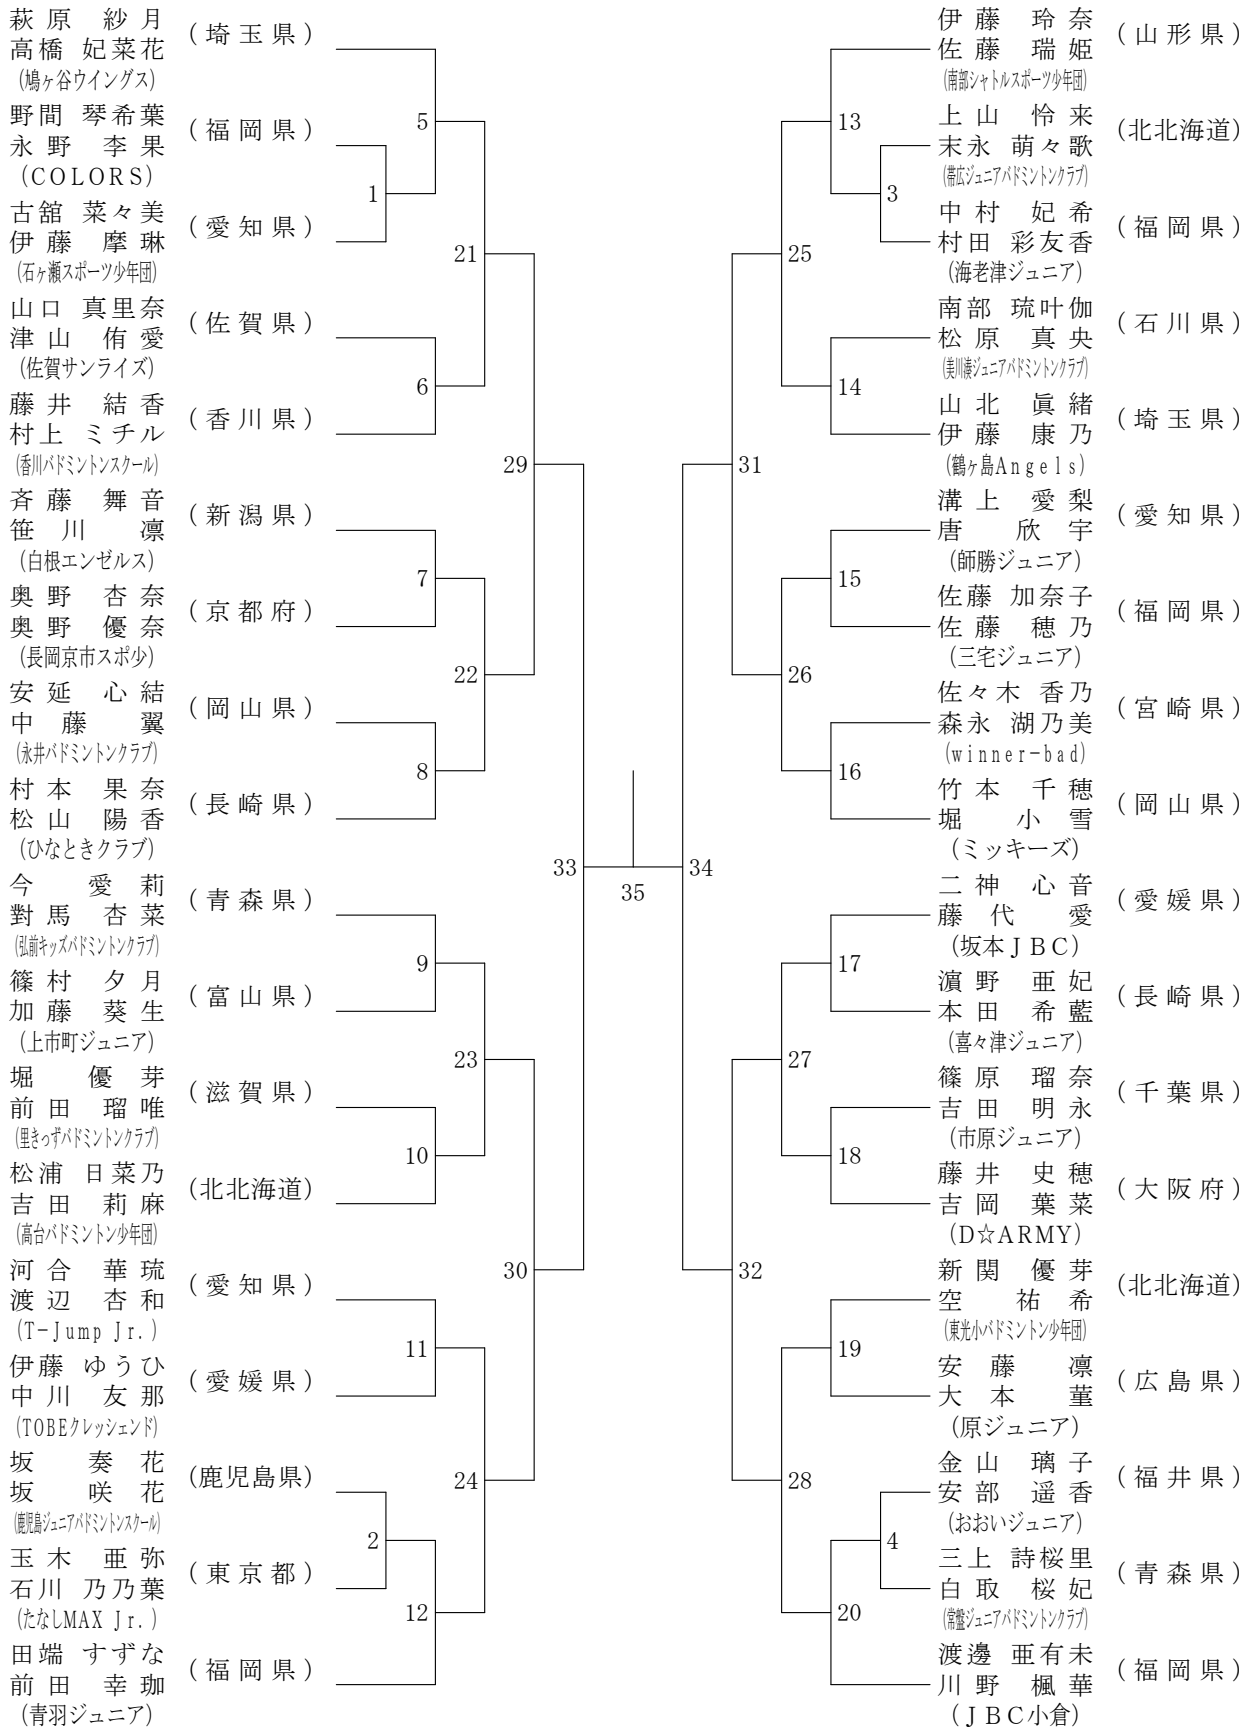 萩原 紗月
高橋 妃菜花
(埼玉県)
(鳩ヶ谷ウイングス)
野間 琴希葉
永野 李果
(福岡県)
(COLORS)
古舘 菜々美
伊藤 摩琳
(愛知県)
(石ヶ瀬スポーツ少年団)
山口 真里奈
津山 侑愛
(佐賀県)
(佐賀サンライズ)
藤井 結香
村上 ミチル
(香川県)
(香川バドミントンスクール)
斉藤 舞音
笹川 凛
(新潟県)
(白根エンゼルス)
奥野 杏奈
奥野 優奈
(京都府)
(長岡京市スポ少)
安延 心結
中藤 翼
(岡山県)
(永井バドミントンクラブ)
村本 果奈
松山 陽香
(長崎県)
(ひなときクラブ)
今 愛莉
對馬 杏菜
(青森県)
(弘前キッズバドミントンクラブ)
篠村 夕月
加藤 葵生
(富山県)
(上市町ジュニア)
堀 優芽
前田 瑠唯
(滋賀県)
(里きっずバドミントンクラブ)
松浦 日菜乃
吉田 莉麻
(北北海道)
(高台バドミントン少年団)
河合 華琉
渡辺 杏和
(愛知県)
(T-Jump Jr.)
伊藤 ゆうひ
中川 友那
(愛媛県)
(TOBEクレッシェンド)
坂 奏花
坂 咲花
(鹿児島県)
(鹿児島ジュニアバドミントンスクール)
玉木 亜弥
石川 乃乃葉
(東京都)
(たなしMAX Jr.)
田端 すずな
前田 幸珈
(福岡県)
(青羽ジュニア)
5
1
21
6
29
7
22
8
33
9
23
10
30
11
24
2
12
35
34
13
3
25
14
31
15
26
16
17
27
18
32
19
28
4
20
伊藤 玲奈
佐藤 瑞姫
(山形県)
(南部シャトルスポーツ少年団)
上山 怜来
末永 萌々歌
(北北海道)
(帯広ジュニアバドミントンクラブ)
中村 妃希
村田 彩友香
(福岡県)
(海老津ジュニア)
南部 琉叶伽
松原 真央
(石川県)
(美川湊ジュニアバドミントンクラブ)
山北 眞緒
伊藤 康乃
(埼玉県)
(鶴ヶ島Angels)
溝上 愛梨
唐 欣宇
(愛知県)
(師勝ジュニア)
佐藤 加奈子
佐藤 穂乃
(福岡県)
(三宅ジュニア)
佐々木 香乃
森永 湖乃美
(宮崎県)
(winner-bad)
竹本 千穂
堀 小雪
(岡山県)
(ミッキーズ)
二神 心音
藤代 愛
(愛媛県)
(坂本JBC)
濵野 亜妃
本田 希藍
(長崎県)
(喜々津ジュニア)
篠原 瑠奈
吉田 明永
(千葉県)
(市原ジュニア)
藤井 史穂
吉岡 葉菜
(大阪府)
(D☆ARMY)
新関 優芽
空 祐希
(北北海道)
(東光小バドミントン少年団)
安藤 凛
大本 菫
(広島県)
(原ジュニア)
金山 璃子
安部 遥香
(福井県)
(おおいジュニア)
三上 詩桜里
白取 桜妃
(青森県)
(常盤ジュニアバドミントンクラブ)
渡邊 亜有未
川野 楓華
(福岡県)
(JBC小倉)